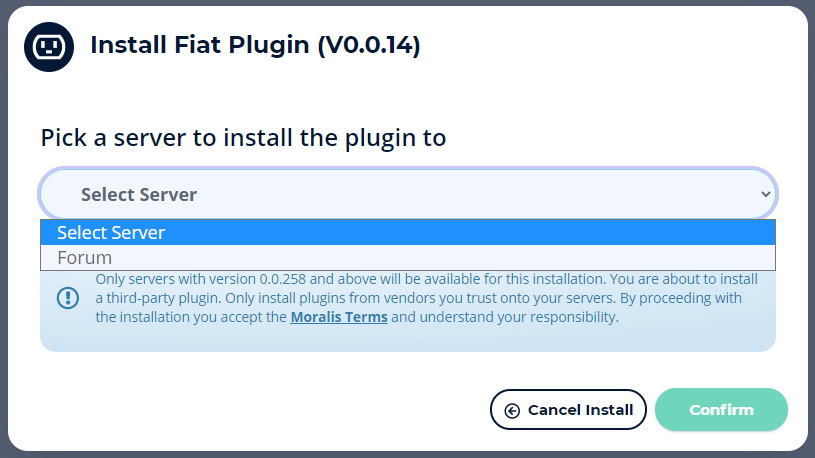 Install Fiat Plugin (V0.0.14)
Pick a server to install the plugin to
Select Server
Select Server
Forum
Only servers with version 0.0.258 and above will be available for this installation. You are about to install
a third-party plugin. Only install plugins from vendors you trust onto your servers. By proceeding with
the installation you accept the Moralis Terms and understand your responsibility.
Cancel Install
Confirm